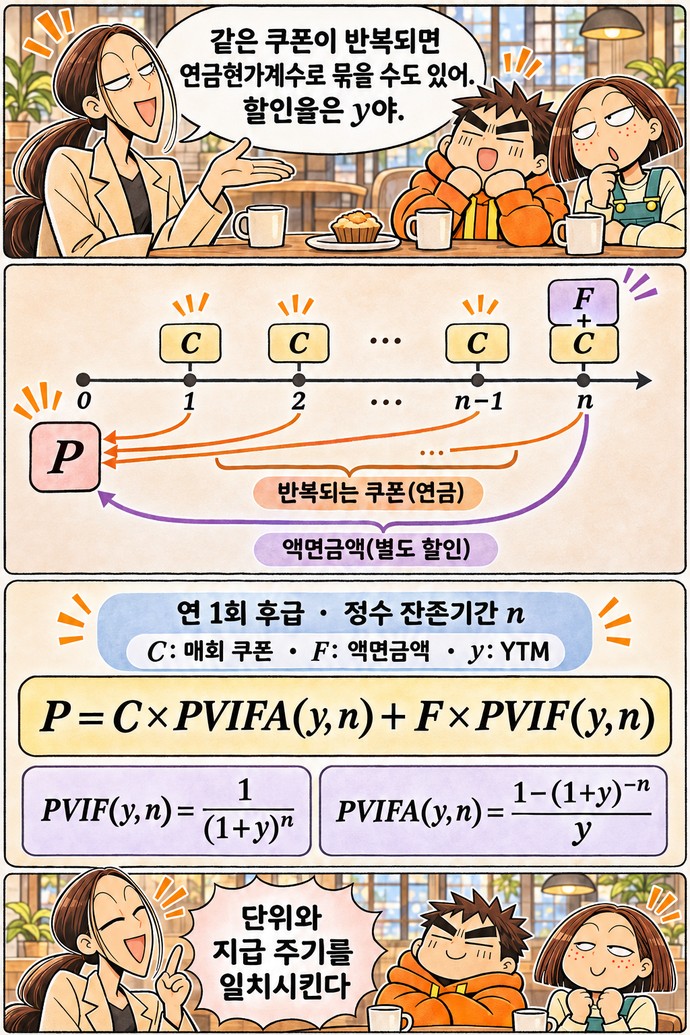 같은 쿠폰이 반복되면
연금현가계수로 묶을 수도 있어.
할인율은 y야.
F
+
C C ... C C
0 1 2 ... n−1 n
P
...
반복되는 쿠폰(연금)
액면금액(별도 할인)
연 1회 후급 · 정수 잔존기간 n
C: 매회 쿠폰 · F: 액면금액 · y: YTM
P = C × PVIFA(y, n) + F × PVIF(y, n)
PVIF(y, n) = 1 / (1+y)^n
PVIFA(y, n) = 1−(1+y)^−n / y
단위와
지급 주기를
일치시킨다